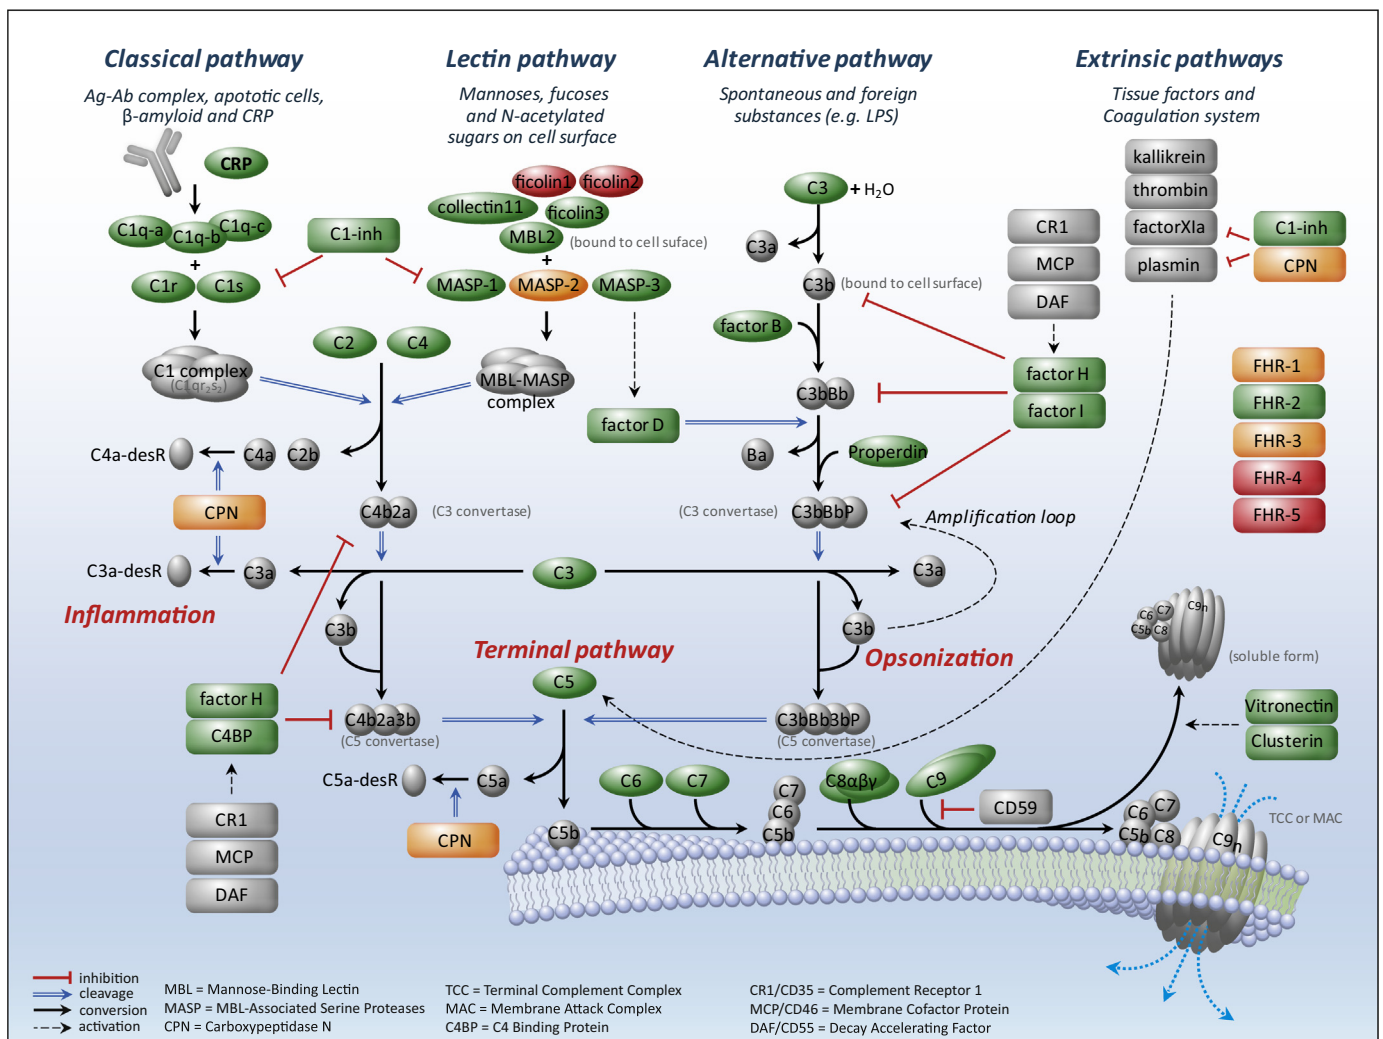 Classical pathway
Ag-Ab complex, apototic cells,
β-amyloid and CRP
CRP
C1q-a
C1q-b
C1q-c
+
C1r
C1s
C1 complex
(C1qr₂s₂)
C1-inh
C2
C4
C4a-desR
C4a
C2b
CPN
C4b2a
(C3 convertase)
C3a-desR
C3a
Inflammation
C3b
factor H
C4BP
C4b2a3b
(C5 convertase)
CR1
MCP
DAF
Lectin pathway
Mannoses, fucoses
and N-acetylated
sugars on cell surface
ficolin1
ficolin2
collectin11
ficolin3
MBL2
(bound to cell suface)
+
MASP-1
MASP-2
MASP-3
MBL-MASP
complex
factor D
C3
Terminal pathway
C5
C5a-desR
C5a
CPN
C5b
C6
C7
Alternative pathway
Spontaneous and foreign
substances (e.g. LPS)
C3
+ H₂O
C3a
C3b
(bound to cell surface)
factor B
C3bBb
Ba
Properdin
(C3 convertase)
C3bBbP
Amplification loop
C3a
C3b
Opsonization
C3bBb3bP
(C5 convertase)
C7
C6
C5b
C8αβγ
C9
CD59
Extrinsic pathways
Tissue factors and
Coagulation system
kallikrein
thrombin
factorXIa
plasmin
C1-inh
CPN
CR1
MCP
DAF
factor H
factor I
FHR-1
FHR-2
FHR-3
FHR-4
FHR-5
C6
C7
C5b
C8
C9n
(soluble form)
Vitronectin
Clusterin
C6
C7
C5b
C8
C9n
TCC or MAC
inhibition
cleavage
conversion
activation
MBL = Mannose-Binding Lectin
MASP = MBL-Associated Serine Proteases
CPN = Carboxypeptidase N
TCC = Terminal Complement Complex
MAC = Membrane Attack Complex
C4BP = C4 Binding Protein
CR1/CD35 = Complement Receptor 1
MCP/CD46 = Membrane Cofactor Protein
DAF/CD55 = Decay Accelerating Factor